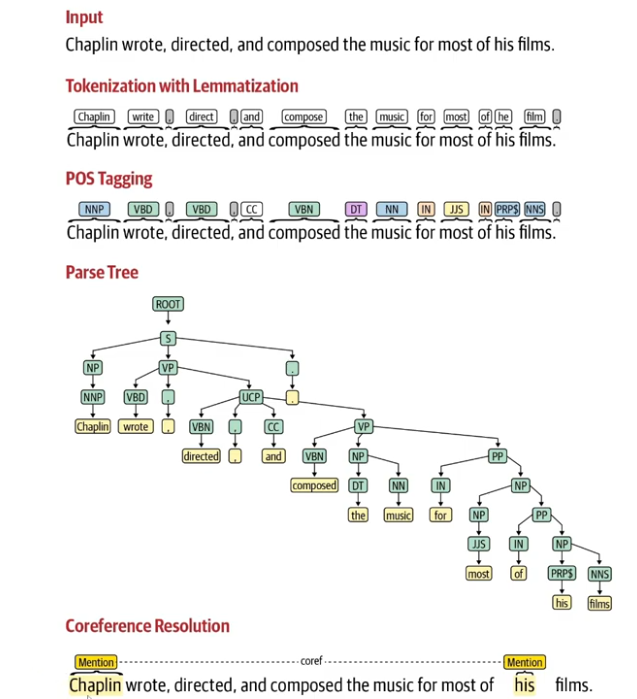 Input
Chaplin wrote, directed, and composed the music for most of his films.
Tokenization with Lemmatization
Chaplin write , direct , and compose the music for most of he film .
Chaplin wrote, directed, and composed the music for most of his films.
POS Tagging
NNP VBD , VBD , CC VBN DT NN IN JJS IN PRP$ NNS .
Chaplin wrote, directed, and composed the music for most of his films.
Parse Tree
ROOT
S
NP VP .
NNP VBD , UCP .
Chaplin wrote , VBN , CC VP
directed , and VBN NP PP
composed DT NN IN NP
the music for NP PP
JJS IN NP
most of PRP$ NNS
his films
Coreference Resolution
Mention coref Mention
Chaplin wrote, directed, and composed the music for most of his films.